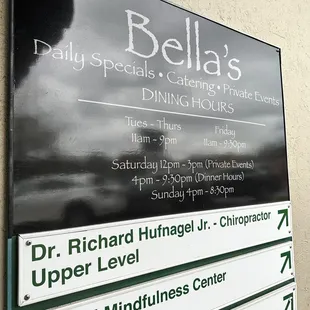 Bella's
Daily Specials • Catering • Private Events
DINING HOURS
Tues - Thurs Friday
11am - 9pm 11am - 9:30pm
Saturday 12pm - 3pm (Private Events)
4pm - 9:30pm (Dinner Hours)
Sunday 4pm - 8:30pm
Dr. Richard Hufnagel Jr. - Chiropractor
Upper Level
Mindfulness Center